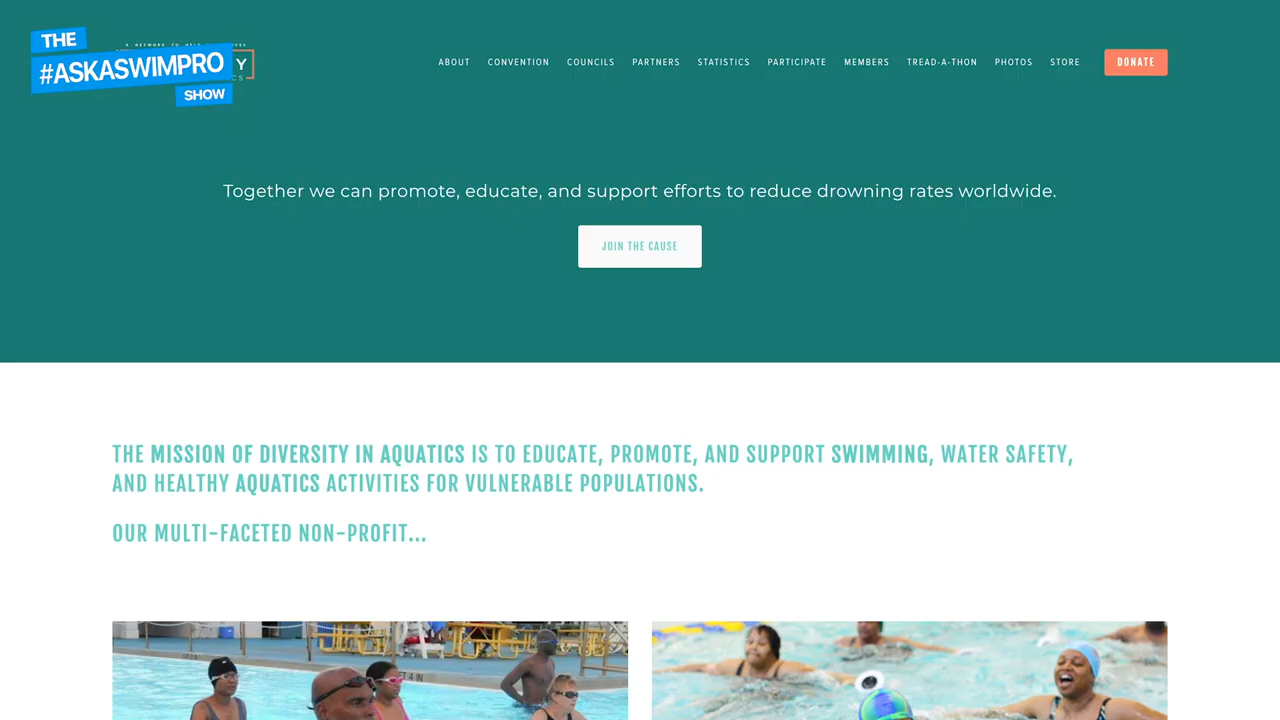 THE
#ASKASWIMPRO
SHOW
ABOUT CONVENTION COUNCILS PARTNERS STATISTICS PARTICIPATE MEMBERS TREAD-A-THON PHOTOS STORE DONATE
Together we can promote, educate, and support efforts to reduce drowning rates worldwide.
JOIN THE CAUSE
THE MISSION OF DIVERSITY IN AQUATICS IS TO EDUCATE, PROMOTE, AND SUPPORT SWIMMING, WATER SAFETY,
AND HEALTHY AQUATICS ACTIVITIES FOR VULNERABLE POPULATIONS.
OUR MULTI-FACETED NON-PROFIT...